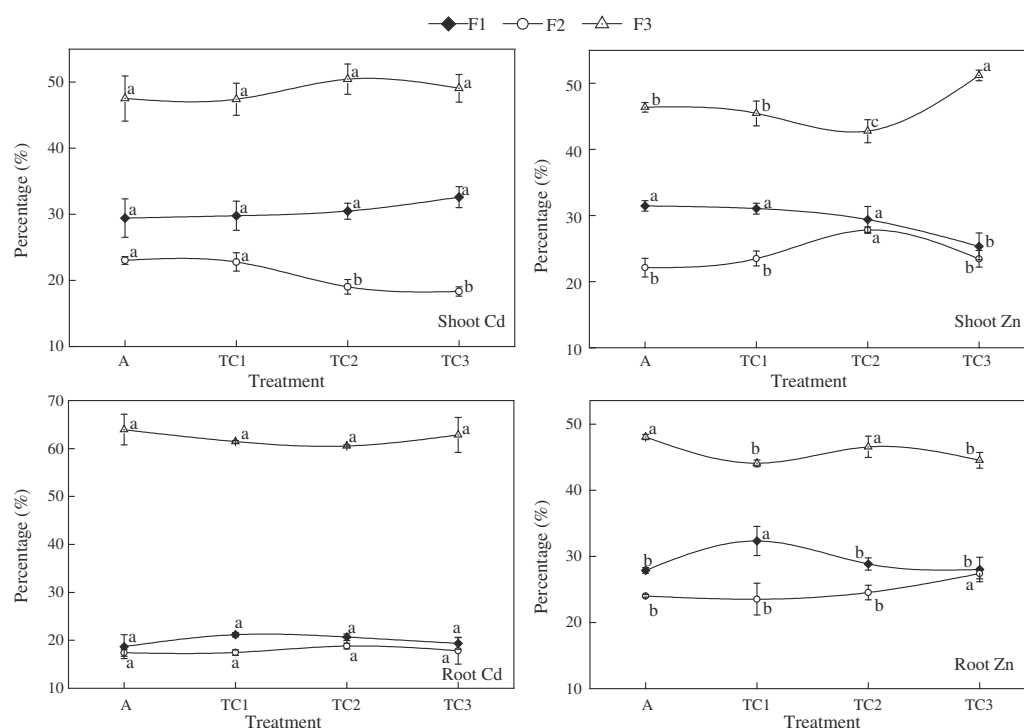 F1 F2 F3
Percentage (%)
50
40
30
20
10
a a a a
a a a a
a a b b
Shoot Cd
A TC1 TC2 TC3
Treatment
Percentage (%)
50
40
30
20
10
b b c a
a a a b
b b a b
Shoot Zn
A TC1 TC2 TC3
Treatment
Percentage (%)
70
60
50
40
30
20
10
a a a a
a a a a
a a a a
Root Cd
A TC1 TC2 TC3
Treatment
Percentage (%)
50
40
30
20
10
a b a b
b a b b
b b b a
Root Zn
A TC1 TC2 TC3
Treatment